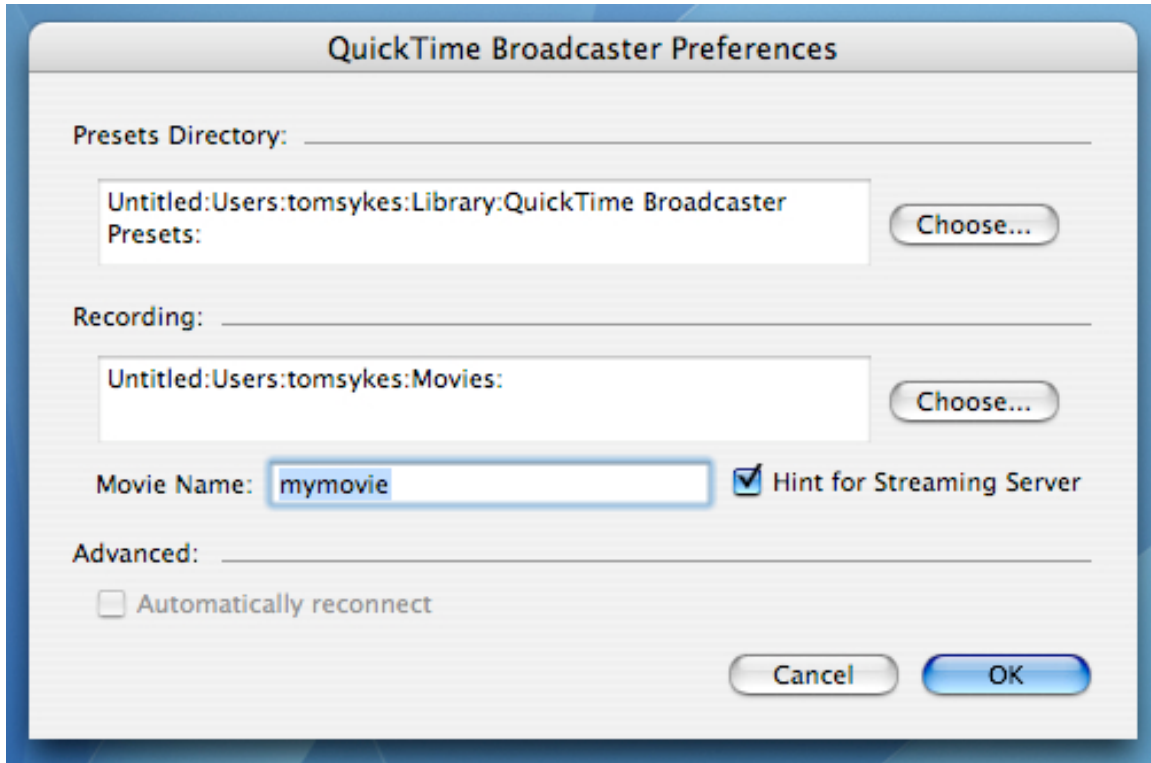 QuickTime Broadcaster Preferences
Presets Directory:
Untitled:Users:tomsykes:Library:QuickTime Broadcaster
Presets:
Choose...
Recording:
Untitled:Users:tomsykes:Movies:
Choose...
Movie Name: mymovie Hint for Streaming Server
Advanced:
Automatically reconnect
Cancel OK